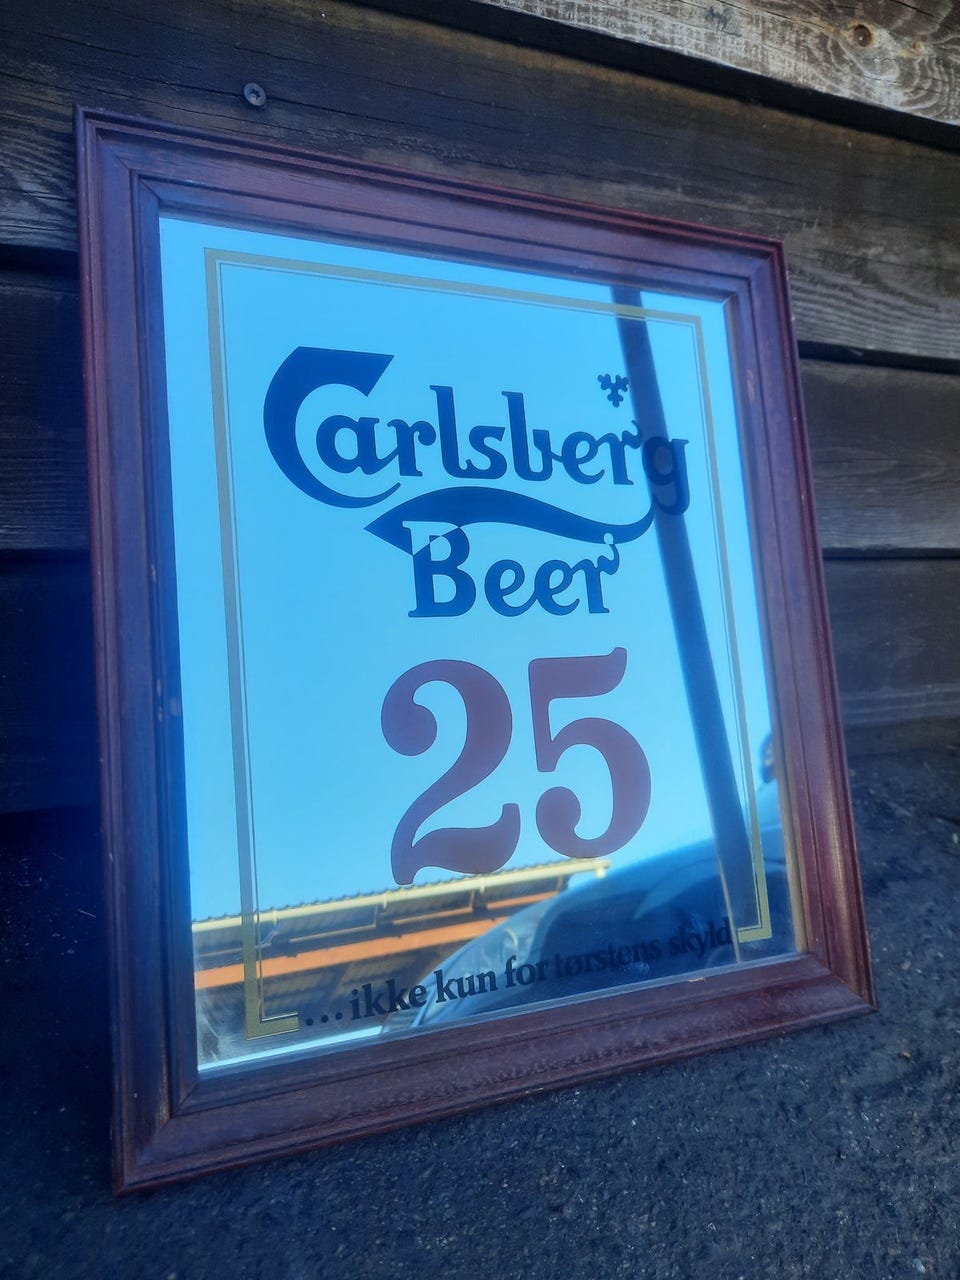 Carlsberg
Beer
25
...ikke kun for tørstens skyld